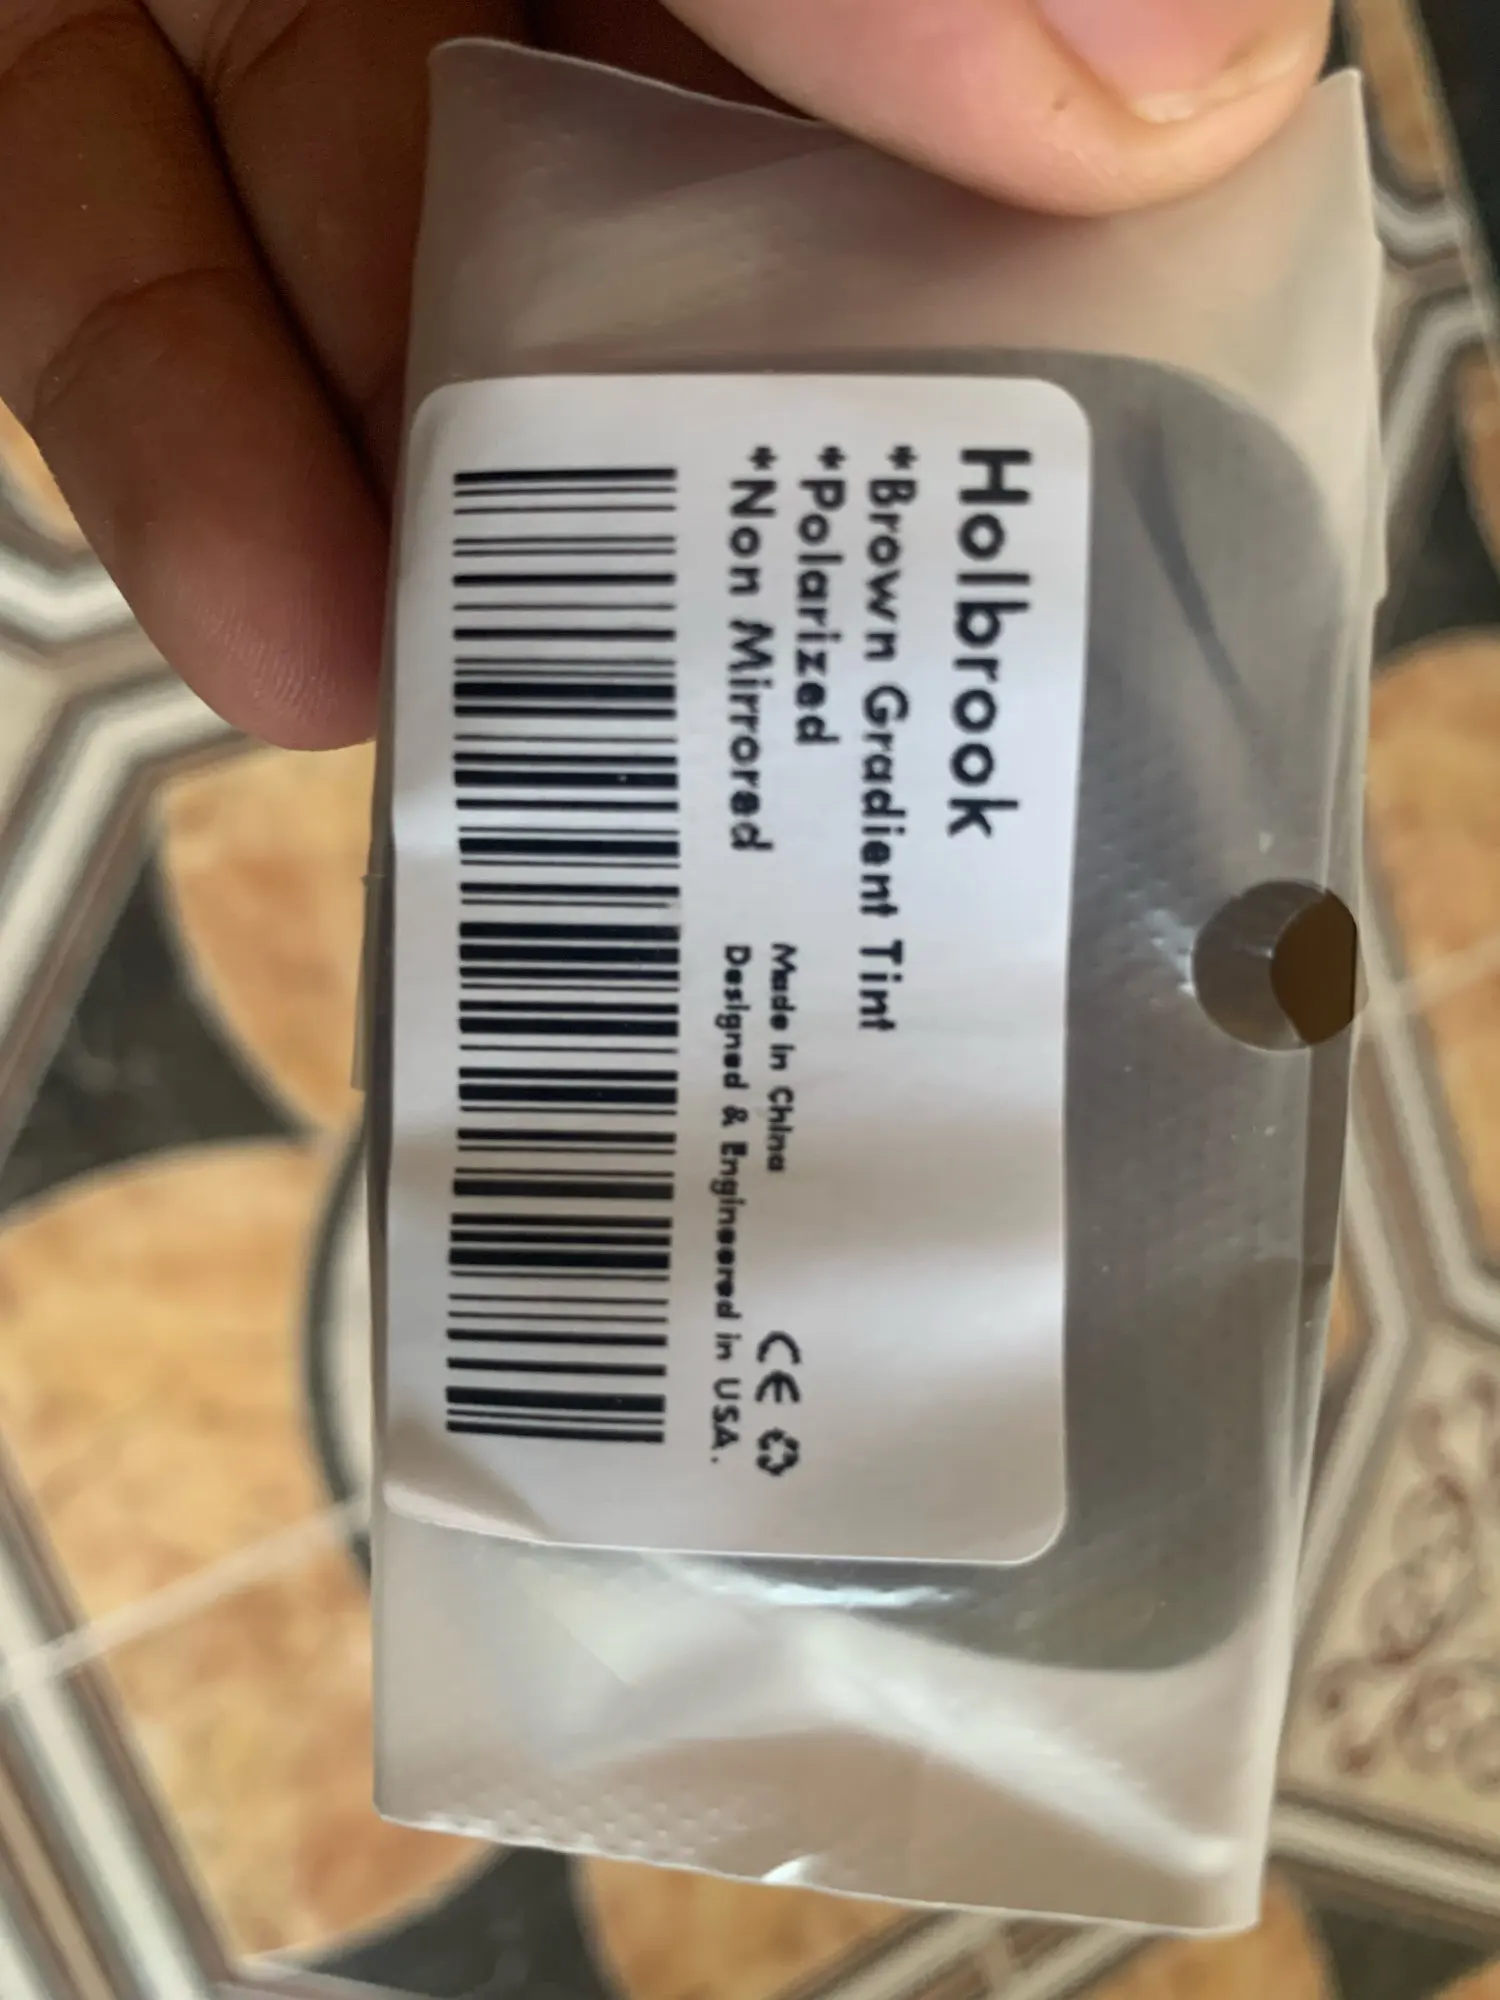 Holbrook
*Brown Gradient Tint
*Polarized
*Non Mirrored
Made in China
CE
Designed & Engineered in USA.